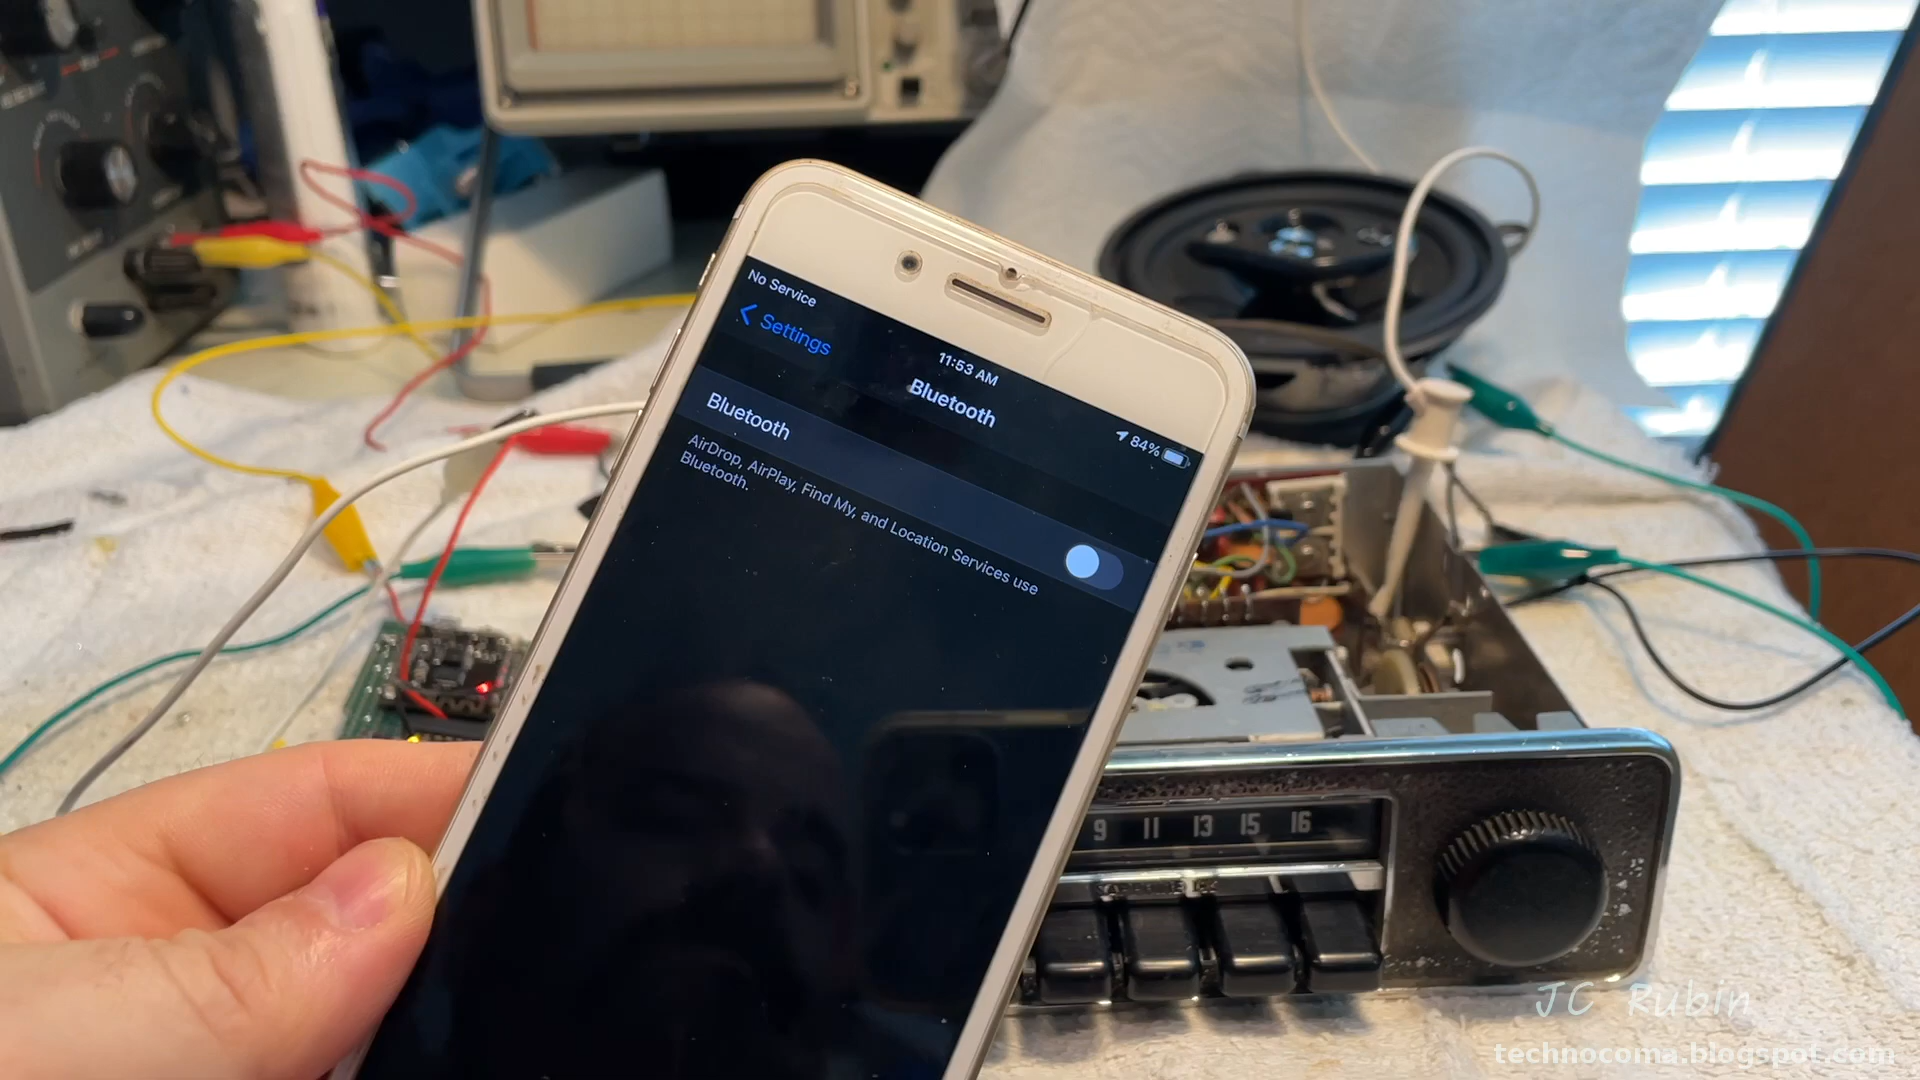 No Service
Settings
11:53 AM
Bluetooth
84%
Bluetooth
AirDrop, AirPlay, Find My, and Location Services use
Bluetooth.
9 11 13 15 16
JC Rubin
technocoma.blogspot.com